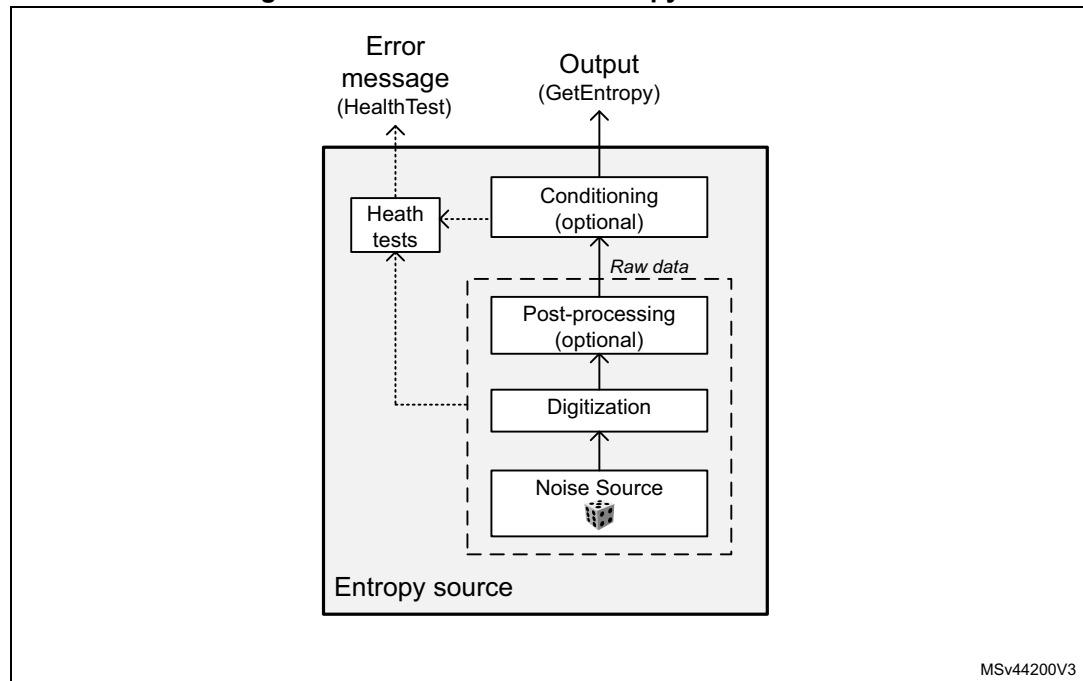 Error
message
(HealthTest)
Output
(GetEntropy)
Conditioning
(optional)
Heath
tests
Raw data
Post-processing
(optional)
Digitization
Noise Source
Entropy source
MSv44200V3